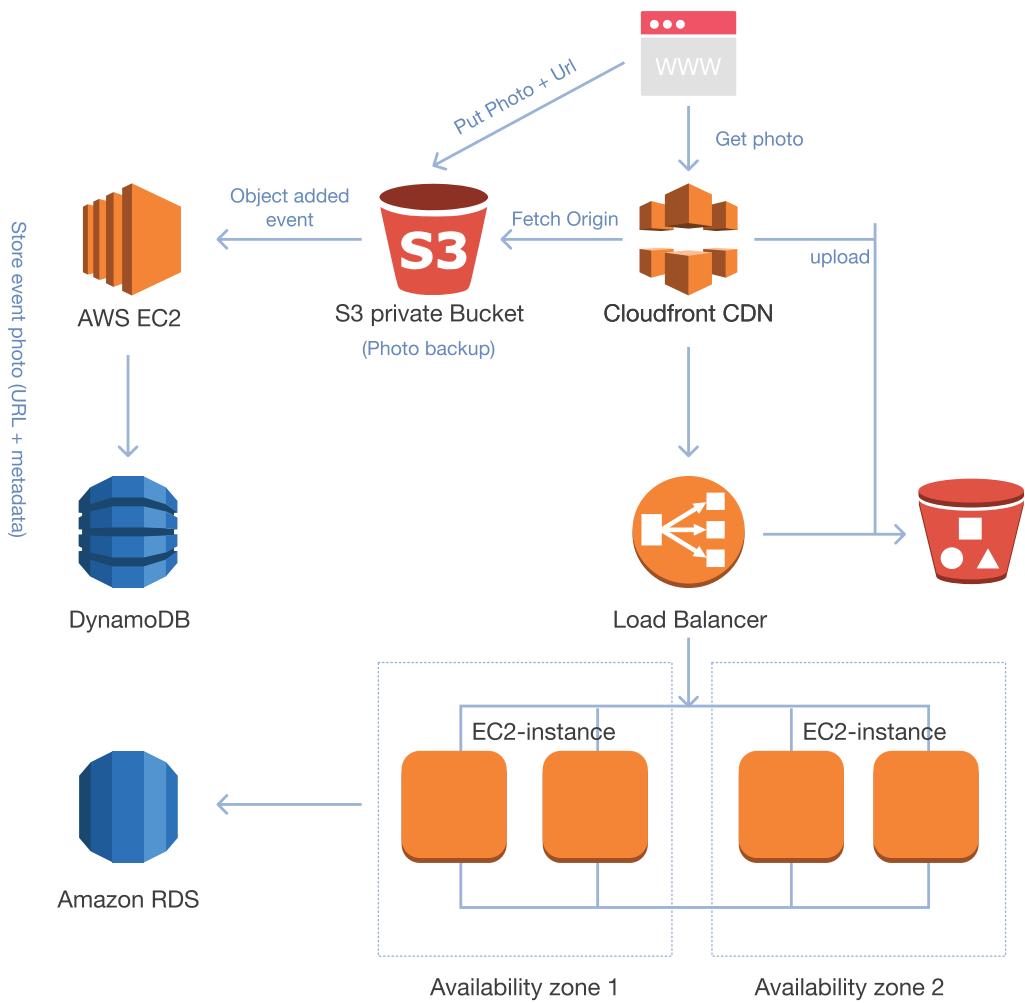 WWW
Put Photo + Url
Get photo
Object added
event
Fetch Origin
upload
S3
AWS EC2
S3 private Bucket
(Photo backup)
Cloudfront CDN
Store event photo (URL + metadata)
DynamoDB
Load Balancer
EC2-instance
EC2-instance
Amazon RDS
Availability zone 1
Availability zone 2